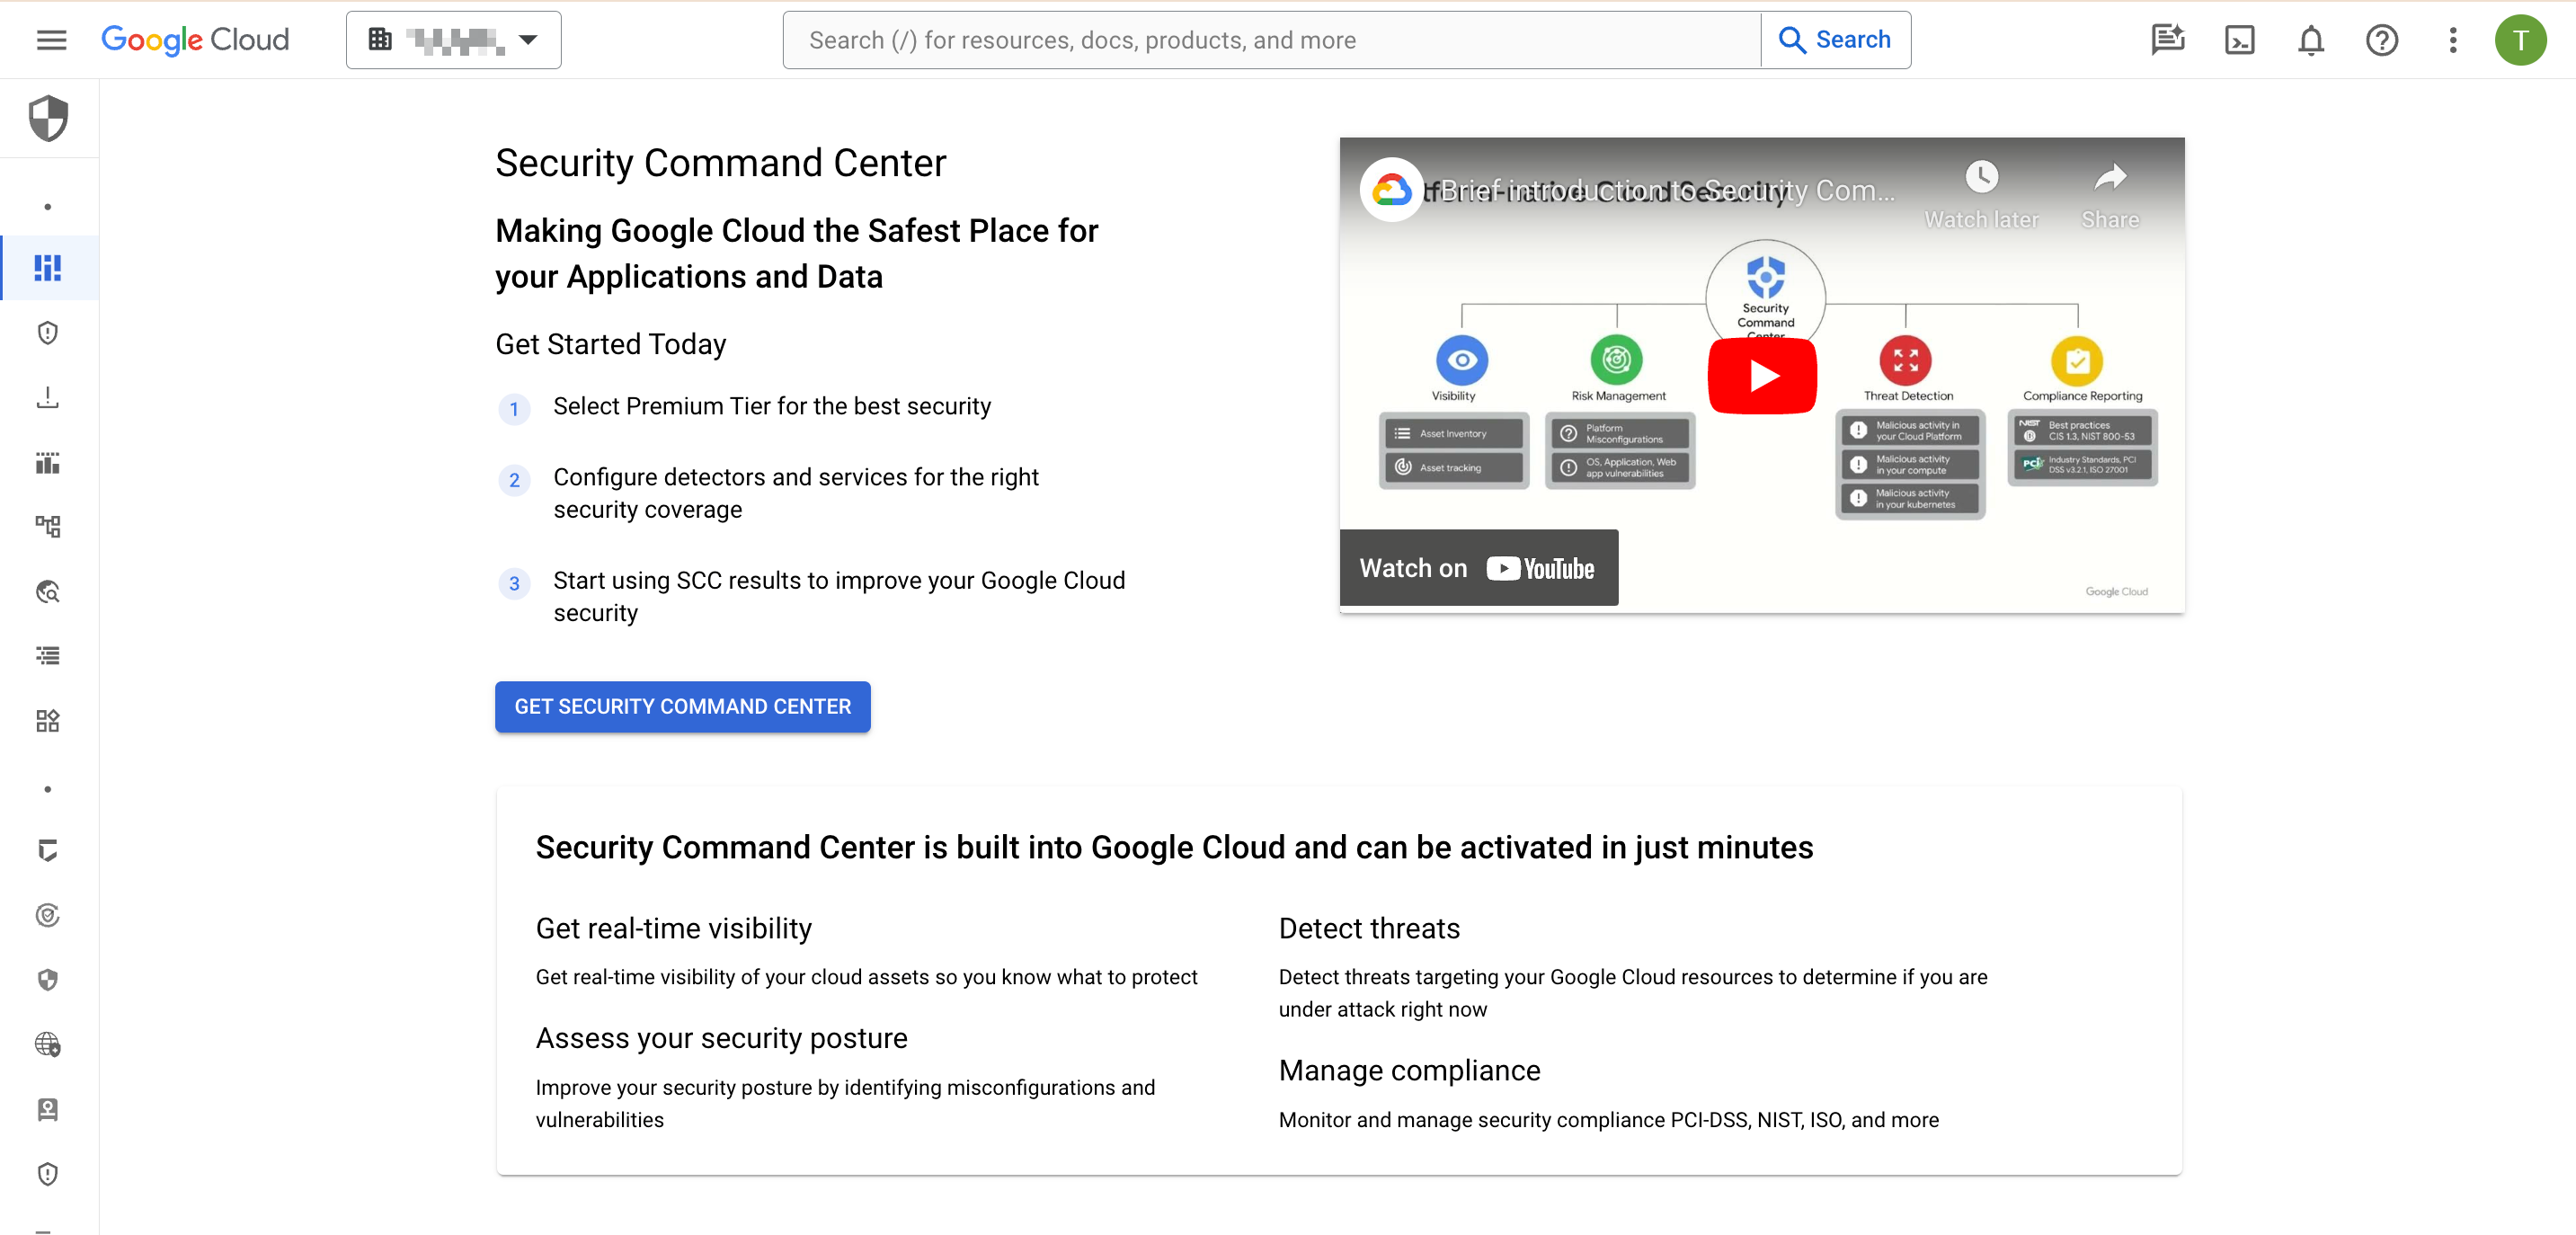 Google Cloud
Search (/) for resources, docs, products, and more
Search
T
Security Command Center
Making Google Cloud the Safest Place for
your Applications and Data
Get Started Today
1 Select Premium Tier for the best security
2 Configure detectors and services for the right
security coverage
3 Start using SCC results to improve your Google Cloud
security
GET SECURITY COMMAND CENTER
Brief introduction to Security Com...
Cloud Security
Watch later
Share
Security
Command
Center
Visibility
Risk Management
Threat Detection
Compliance Reporting
Asset Inventory
Asset tracking
Platform
Misconfigurations
OS, Application, Web
app vulnerabilities
Malicious activity in
your Cloud Platform
Malicious activity
in your compute
Malicious activity
in your kubernetes
NIST
Best practices
CIS 1.3, NIST 800-53
PCI
Industry Standards, PCI
DSS v3.2.1, ISO 27001
Watch on YouTube
Google Cloud
Security Command Center is built into Google Cloud and can be activated in just minutes
Get real-time visibility
Get real-time visibility of your cloud assets so you know what to protect
Assess your security posture
Improve your security posture by identifying misconfigurations and
vulnerabilities
Detect threats
Detect threats targeting your Google Cloud resources to determine if you are
under attack right now
Manage compliance
Monitor and manage security compliance PCI-DSS, NIST, ISO, and more